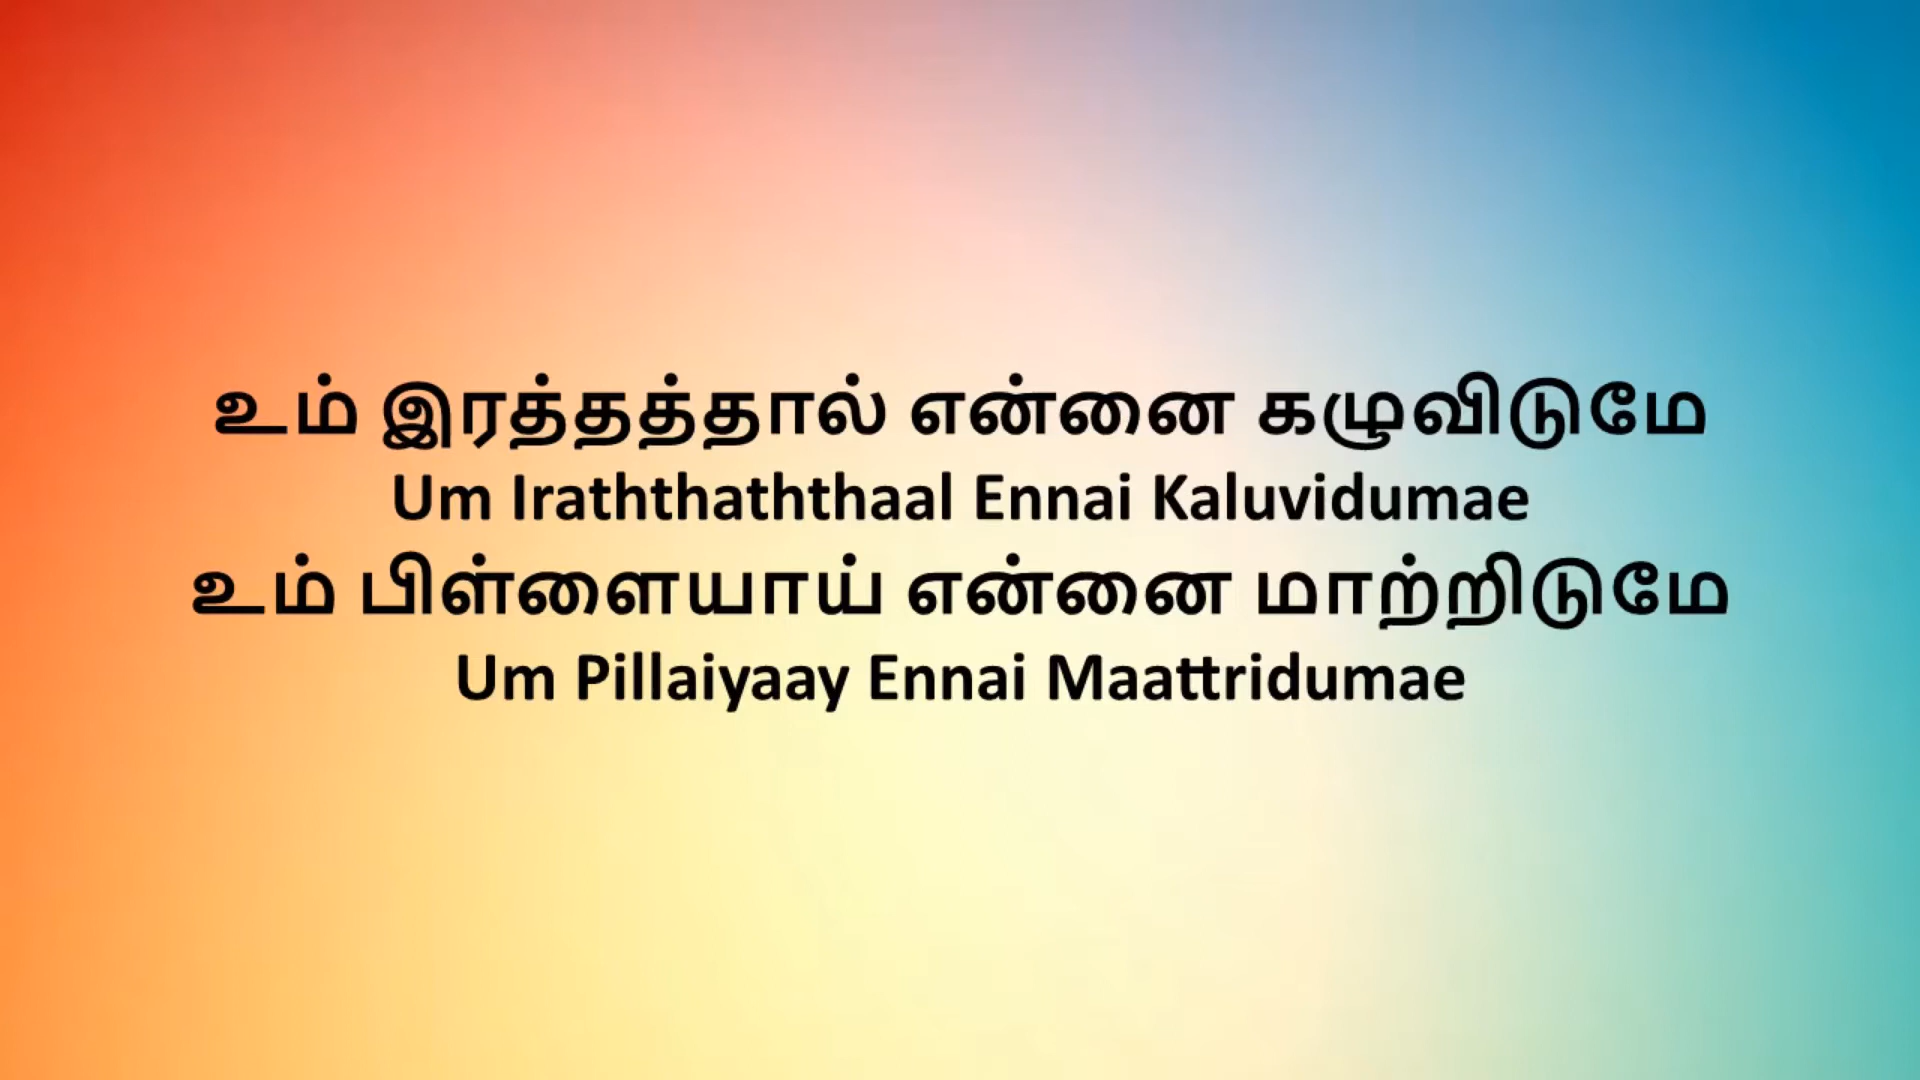 உம் இரத்தத்தால் என்னை கழுவிடுமே
Um Iraththaththaal Ennai Kaluvidumae
உம் பிள்ளையாய் என்னை மாற்றிடுமே
Um Pillaiyaay Ennai Maattridumae